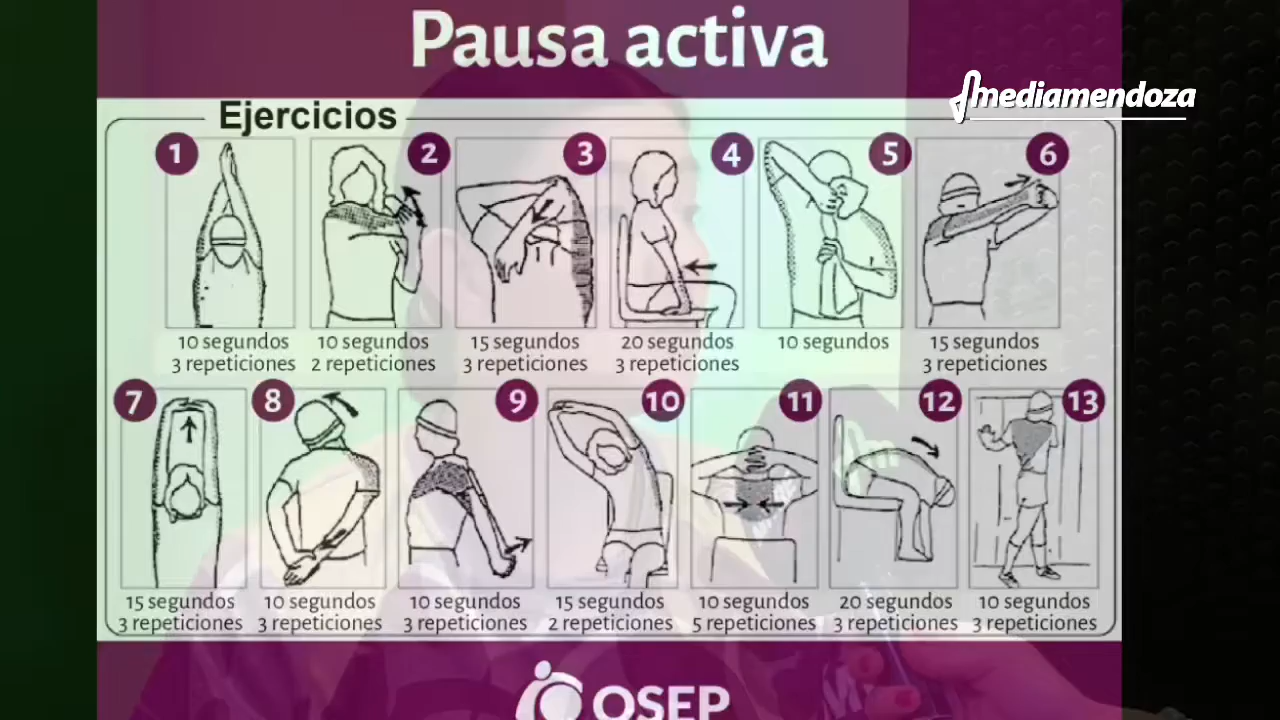 Pausa activa
mediamendoza
Ejercicios
1 2 3 4 5 6
10 segundos
3 repeticiones
10 segundos
2 repeticiones
15 segundos
3 repeticiones
20 segundos
3 repeticiones
10 segundos
15 segundos
3 repeticiones
7 8 9 10 11 12 13
15 segundos
3 repeticiones
10 segundos
3 repeticiones
10 segundos
3 repeticiones
15 segundos
2 repeticiones
10 segundos
5 repeticiones
20 segundos
3 repeticiones
10 segundos
3 repeticiones
OSEP